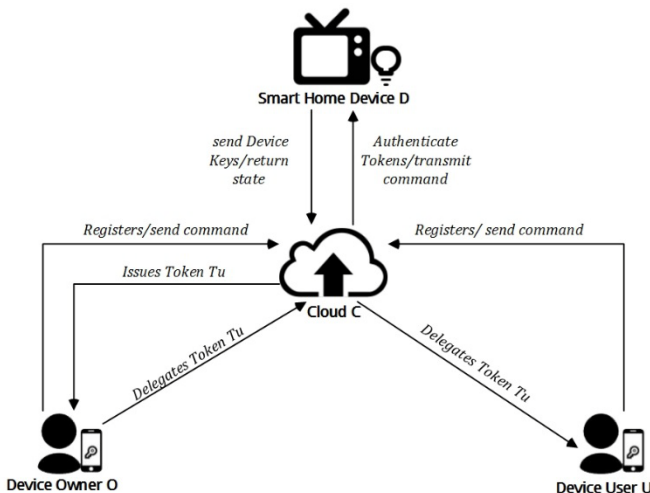 Smart Home Device D
send Device
Keys/return
state
Authenticate
Tokens/transmit
command
Registers/send command
Registers/ send command
Issues Token Tu
Cloud C
Delegates Token Tu
Delegates Token Tu
Device Owner O
Device User U